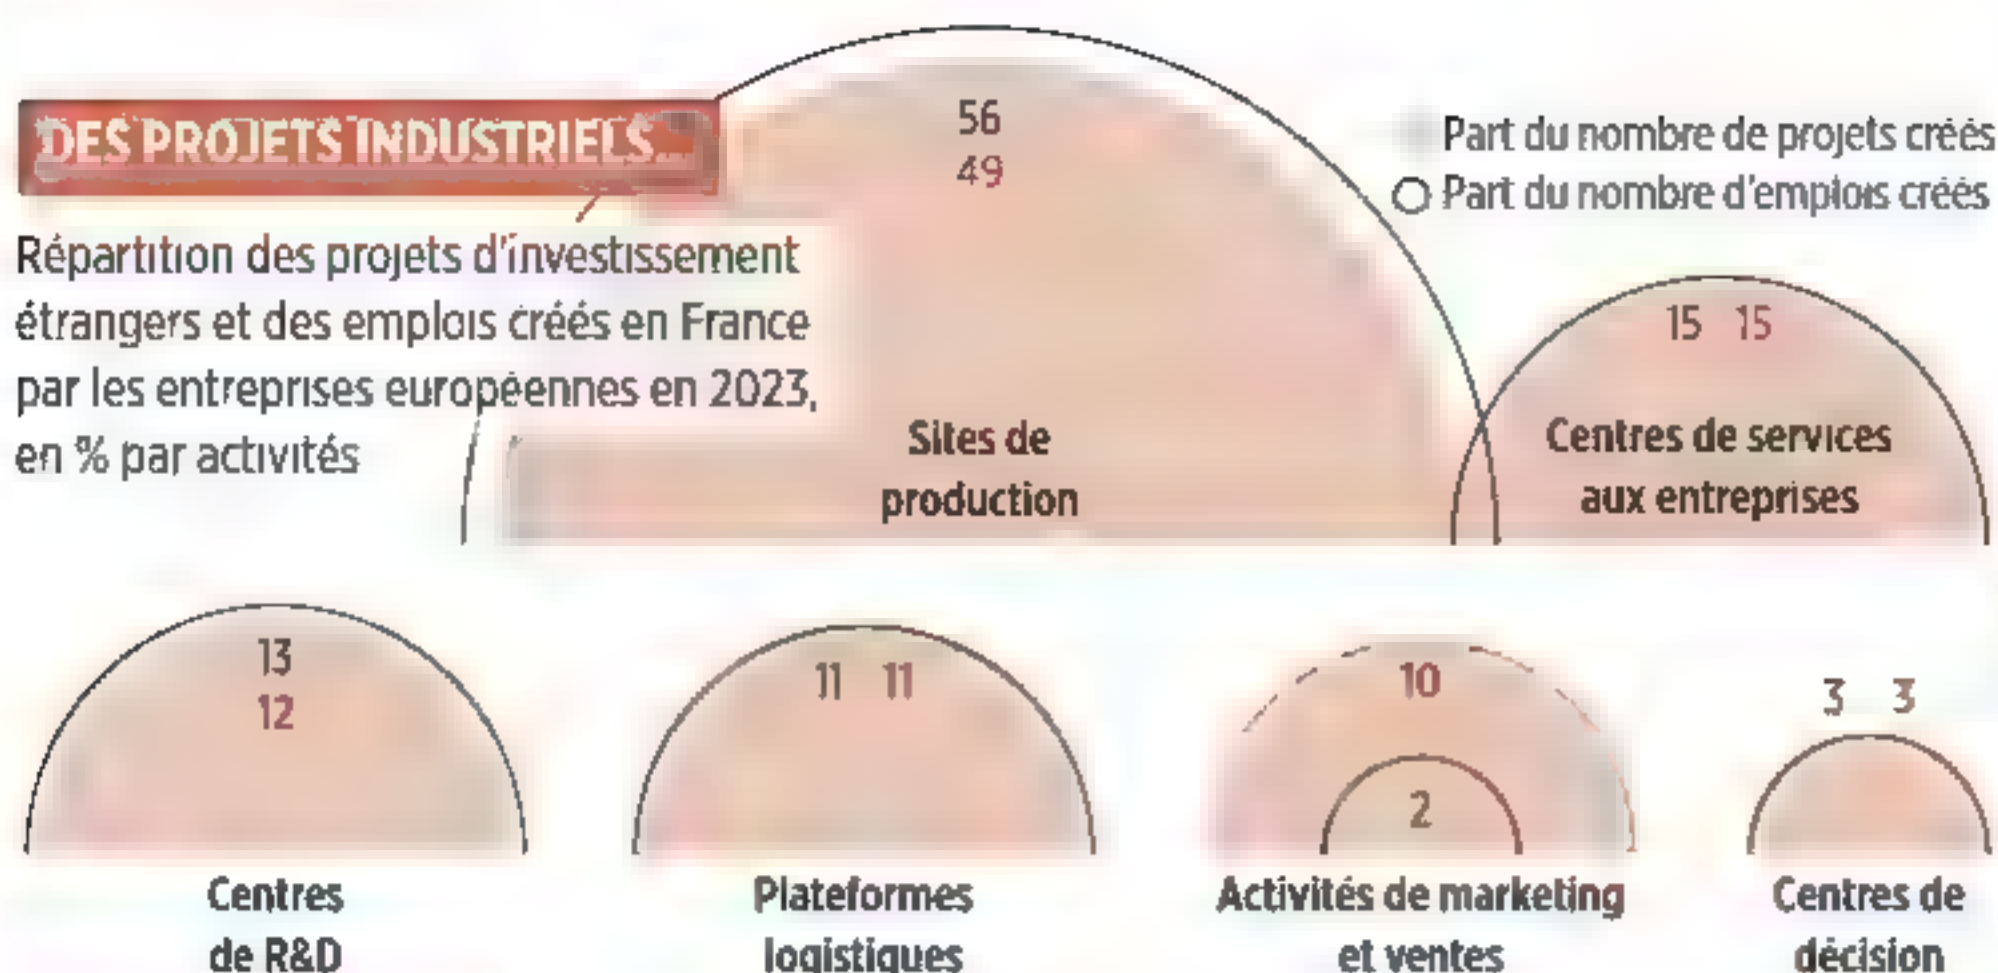 DES PROJETS INDUSTRIELS...
Répartition des projets d'investissement
étrangers et des emplois créés en France
par les entreprises européennes en 2023,
en % par activités
Part du nombre de projets créés
Part du nombre d'emplois créés
56
49
Sites de
production
15 15
Centres de services
aux entreprises
13
12
Centres
de R&D
11 11
Plateformes
logistiques
10
2
Activités de marketing
et ventes
3 3
Centres de
décision